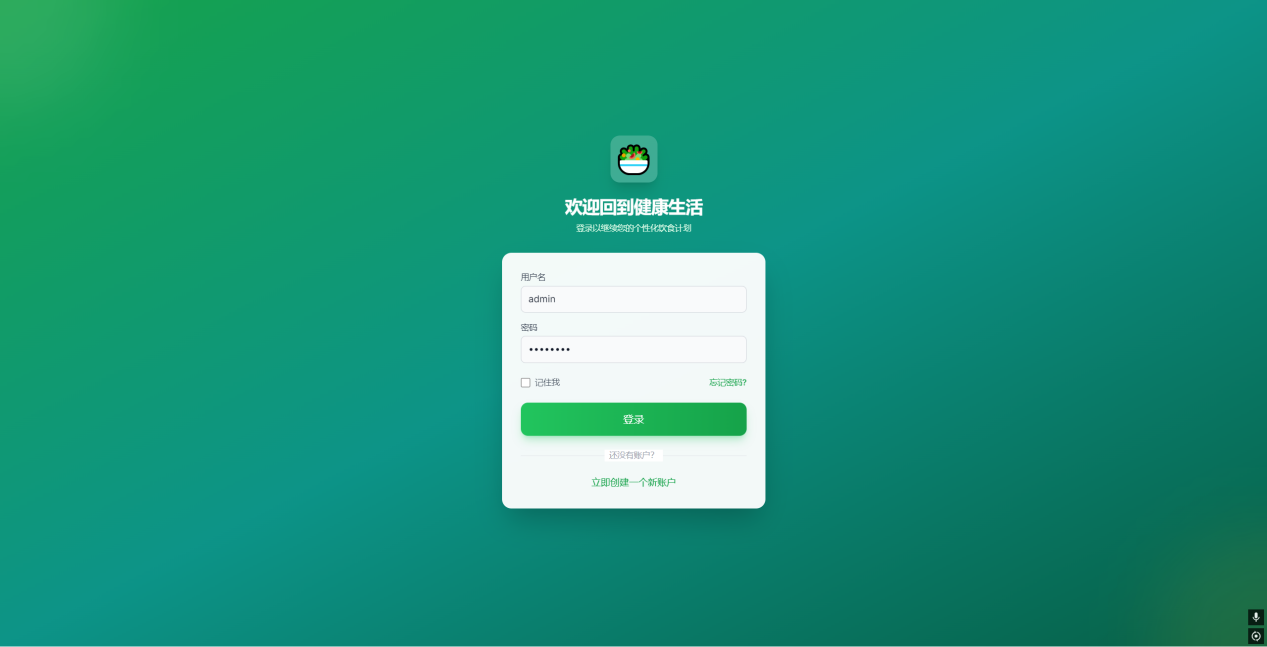 欢迎回到健康生活
登录以继续您的个性化饮食计划
用户名
admin
密码
••••••••
记住我 忘记密码?
登录
还没有账户?
立即创建一个新账户